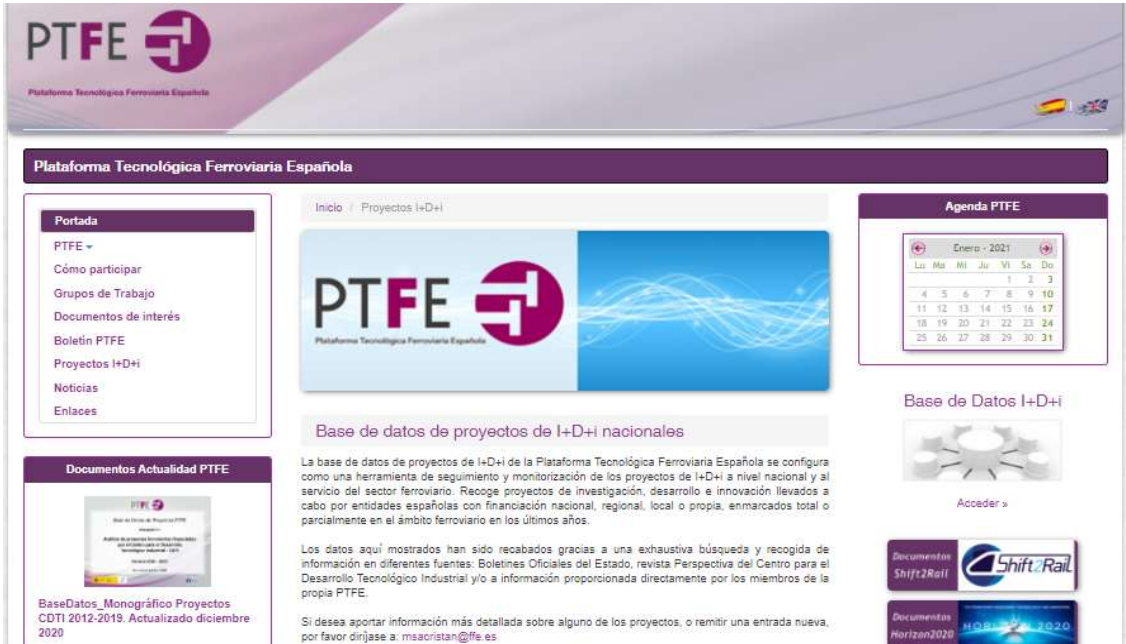 PTFE
Plataforma Tecnológica Ferroviaria Española
Plataforma Tecnológica Ferroviaria Española
Portada
PTFE
Cómo participar
Grupos de Trabajo
Documentos de interés
Boletín PTFE
Proyectos I+D+i
Noticias
Enlaces
Documentos Actualidad PTFE
PTFE
BaseDatos_Monográfico Proyectos
CDTI 2012-2019. Actualizado diciembre
2020
Inicio / Proyectos I+D+i
PTFE
Plataforma Tecnológica Ferroviaria Española
Base de datos de proyectos de I+D+i nacionales
La base de datos de proyectos de I+D+i de la Plataforma Tecnológica Ferroviaria Española se configura
como una herramienta de seguimiento y monitorización de los proyectos de I+D+i a nivel nacional y al
servicio del sector ferroviario. Recoge proyectos de investigación, desarrollo e innovación llevados a
cabo por entidades españolas con financiación nacional, regional, local o propia, enmarcados total o
parcialmente en el ámbito ferroviario en los últimos años.
Los datos aquí mostrados han sido recabados gracias a una exhaustiva búsqueda y recogida de
información en diferentes fuentes: Boletines Oficiales del Estado, revista Perspectiva del Centro para el
Desarrollo Tecnológico Industrial y/o a información proporcionada directamente por los miembros de la
propia PTFE.
Si desea aportar información más detallada sobre alguno de los proyectos, o remitir una entrada nueva,
por favor diríjase a: msacristan@ffe.es
Agenda PTFE
Enero - 2021
Lu Ma Mi Ju Vi Sa Do
1 2 3
4 5 6 7 8 9 10
11 12 13 14 15 16 17
18 19 20 21 22 23 24
25 26 27 28 29 30 31
Base de Datos I+D+i
Acceder »
Documentos
Shift2Rail
Shift2Rail
Documentos
Horizon2020
HORIZON 2020